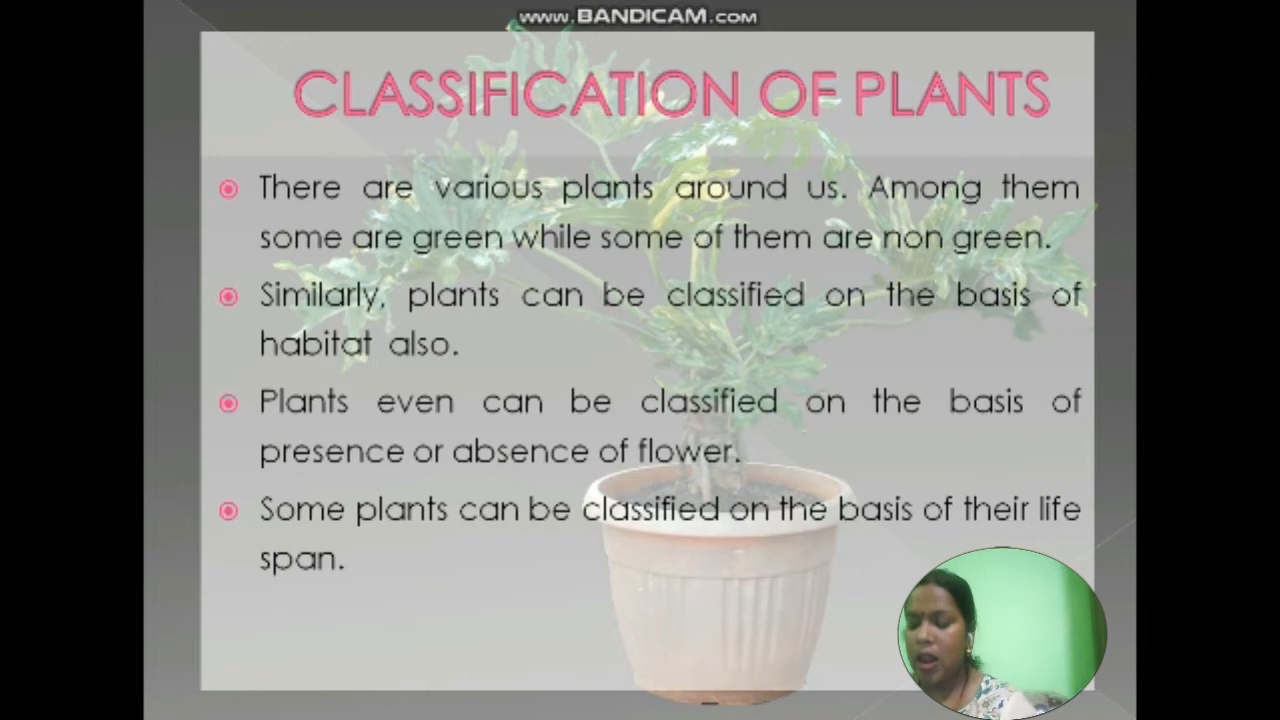 www.BANDICAM.com
CLASSIFICATION OF PLANTS
There are various plants around us. Among them
some are green while some of them are non green.
Similarly, plants can be classified on the basis of
habitat also.
Plants even can be classified on the basis of
presence or absence of flower.
Some plants can be classified on the basis of their life
span.